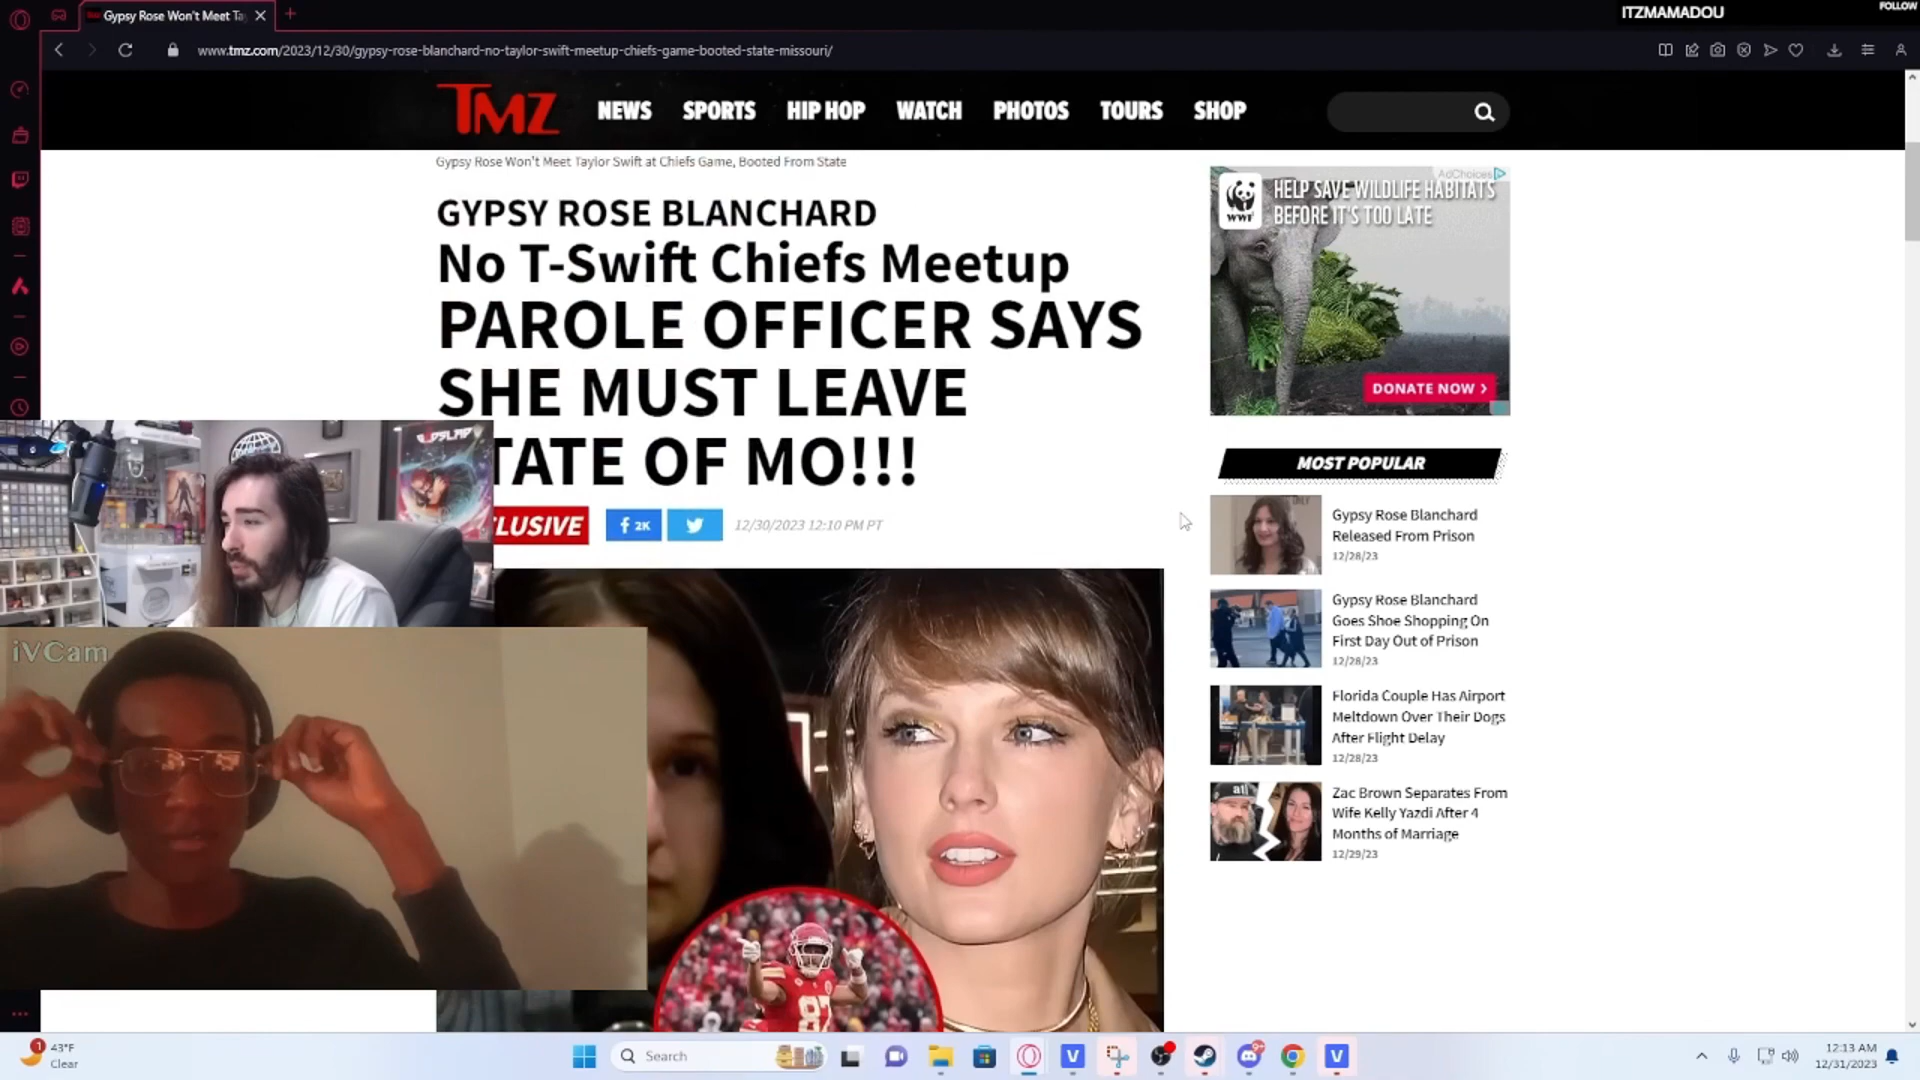 ITZMAMADOU
FOLLOW
TMZ Gypsy Rose Won't Meet Ta
www.tmz.com/2023/12/30/gypsy-rose-blanchard-no-taylor-swift-meetup-chiefs-game-booted-state-missouri/
TMZ NEWS SPORTS HIP HOP WATCH PHOTOS TOURS SHOP
Gypsy Rose Won't Meet Taylor Swift at Chiefs Game, Booted From State
GYPSY ROSE BLANCHARD
No T-Swift Chiefs Meetup
PAROLE OFFICER SAYS
SHE MUST LEAVE
TATE OF MO!!!
CLUSIVE
2K
12/30/2023 12:10 PM PT
AdChoices
HELP SAVE WILDLIFE HABITATS
BEFORE IT'S TOO LATE
WWF
DONATE NOW >
MOST POPULAR
Gypsy Rose Blanchard
Released From Prison
12/28/23
Gypsy Rose Blanchard
Goes Shoe Shopping On
First Day Out of Prison
12/28/23
Florida Couple Has Airport
Meltdown Over Their Dogs
After Flight Delay
12/28/23
Zac Brown Separates From
Wife Kelly Yazdi After 4
Months of Marriage
12/29/23
iVCam
87
1
43°F
Clear
Search
12:13 AM
12/31/2023